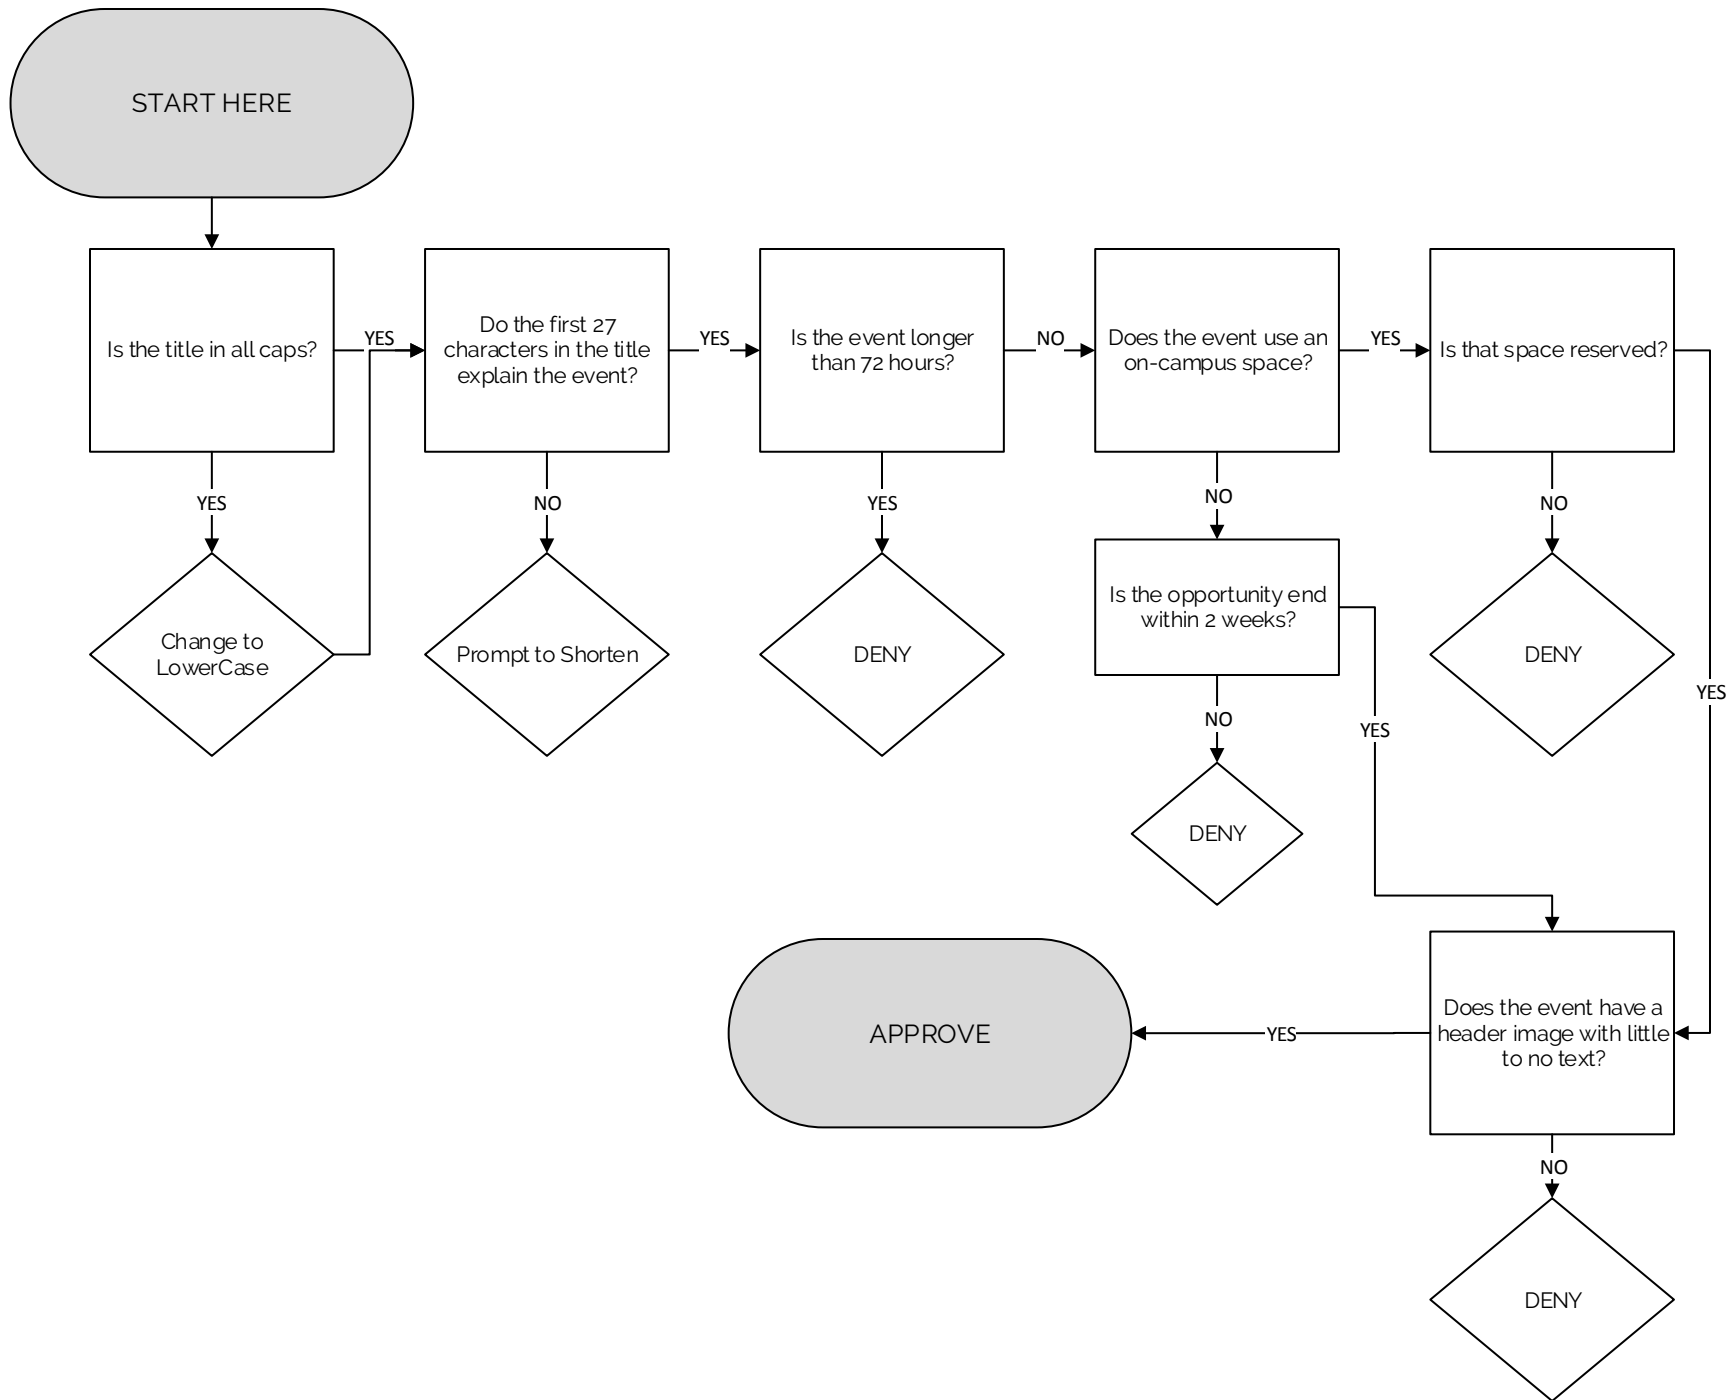 START HERE
Is the title in all caps?
YES
Do the first 27
characters in the title
explain the event?
YES
Is the event longer
than 72 hours?
NO
Does the event use an
on-campus space?
YES
Is that space reserved?
YES
NO
YES
NO
NO
Change to
LowerCase
Prompt to Shorten
DENY
Is the opportunity end
within 2 weeks?
DENY
YES
NO
YES
DENY
APPROVE
YES
Does the event have a
header image with little
to no text?
NO
DENY